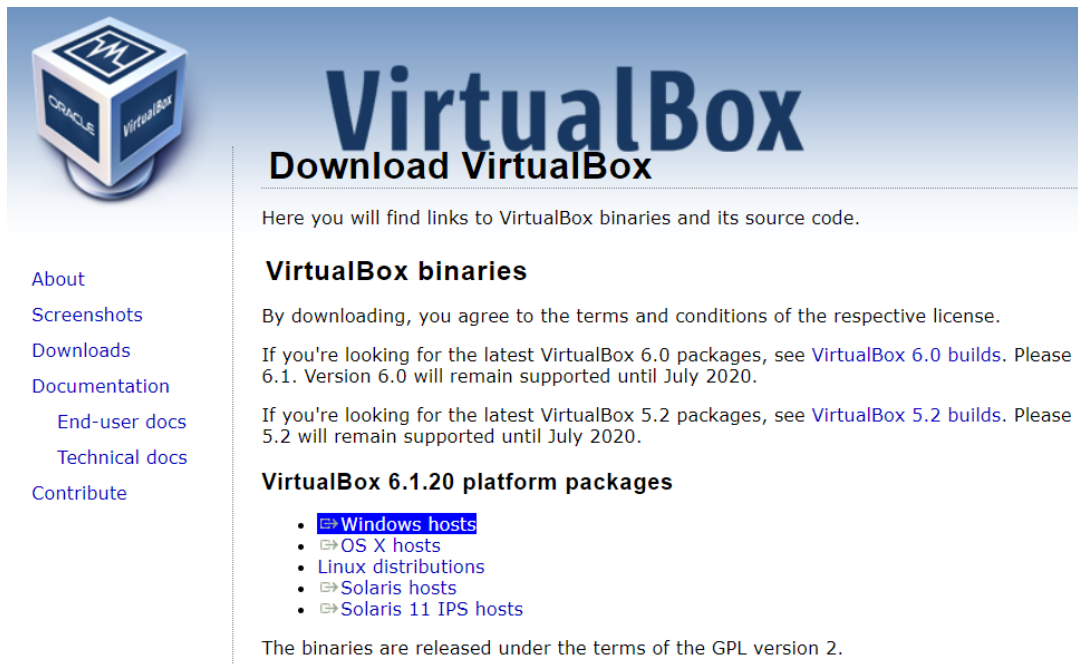 ORACLE
VirtualBox
VirtualBox
Download VirtualBox
Here you will find links to VirtualBox binaries and its source code.
About
Screenshots
Downloads
Documentation
End-user docs
Technical docs
Contribute
VirtualBox binaries
By downloading, you agree to the terms and conditions of the respective license.
If you're looking for the latest VirtualBox 6.0 packages, see VirtualBox 6.0 builds. Please
6.1. Version 6.0 will remain supported until July 2020.
If you're looking for the latest VirtualBox 5.2 packages, see VirtualBox 5.2 builds. Please
5.2 will remain supported until July 2020.
VirtualBox 6.1.20 platform packages
Windows hosts
OS X hosts
Linux distributions
Solaris hosts
Solaris 11 IPS hosts
The binaries are released under the terms of the GPL version 2.